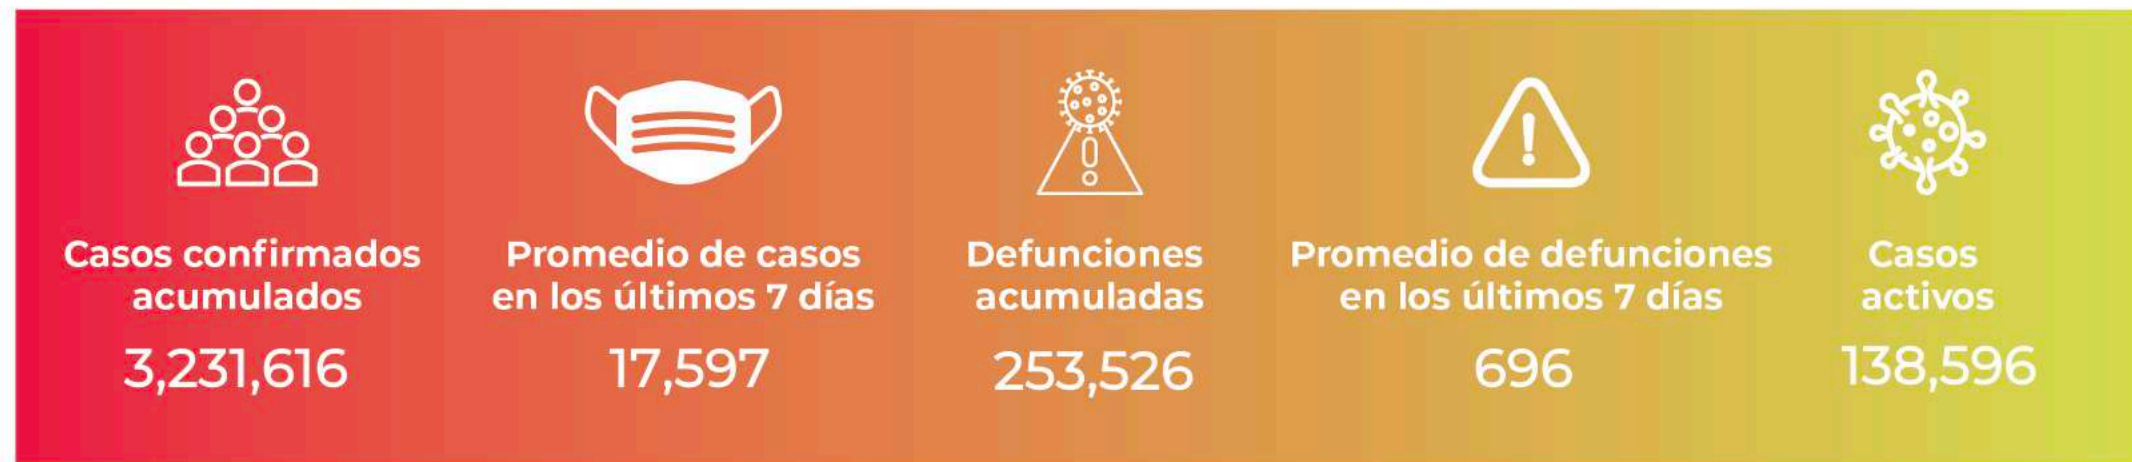 Casos confirmados
acumulados
3,231,616
Promedio de casos
en los últimos 7 días
17,597
Defunciones
acumuladas
253,526
Promedio de defunciones
en los últimos 7 días
696
Casos
activos
138,596